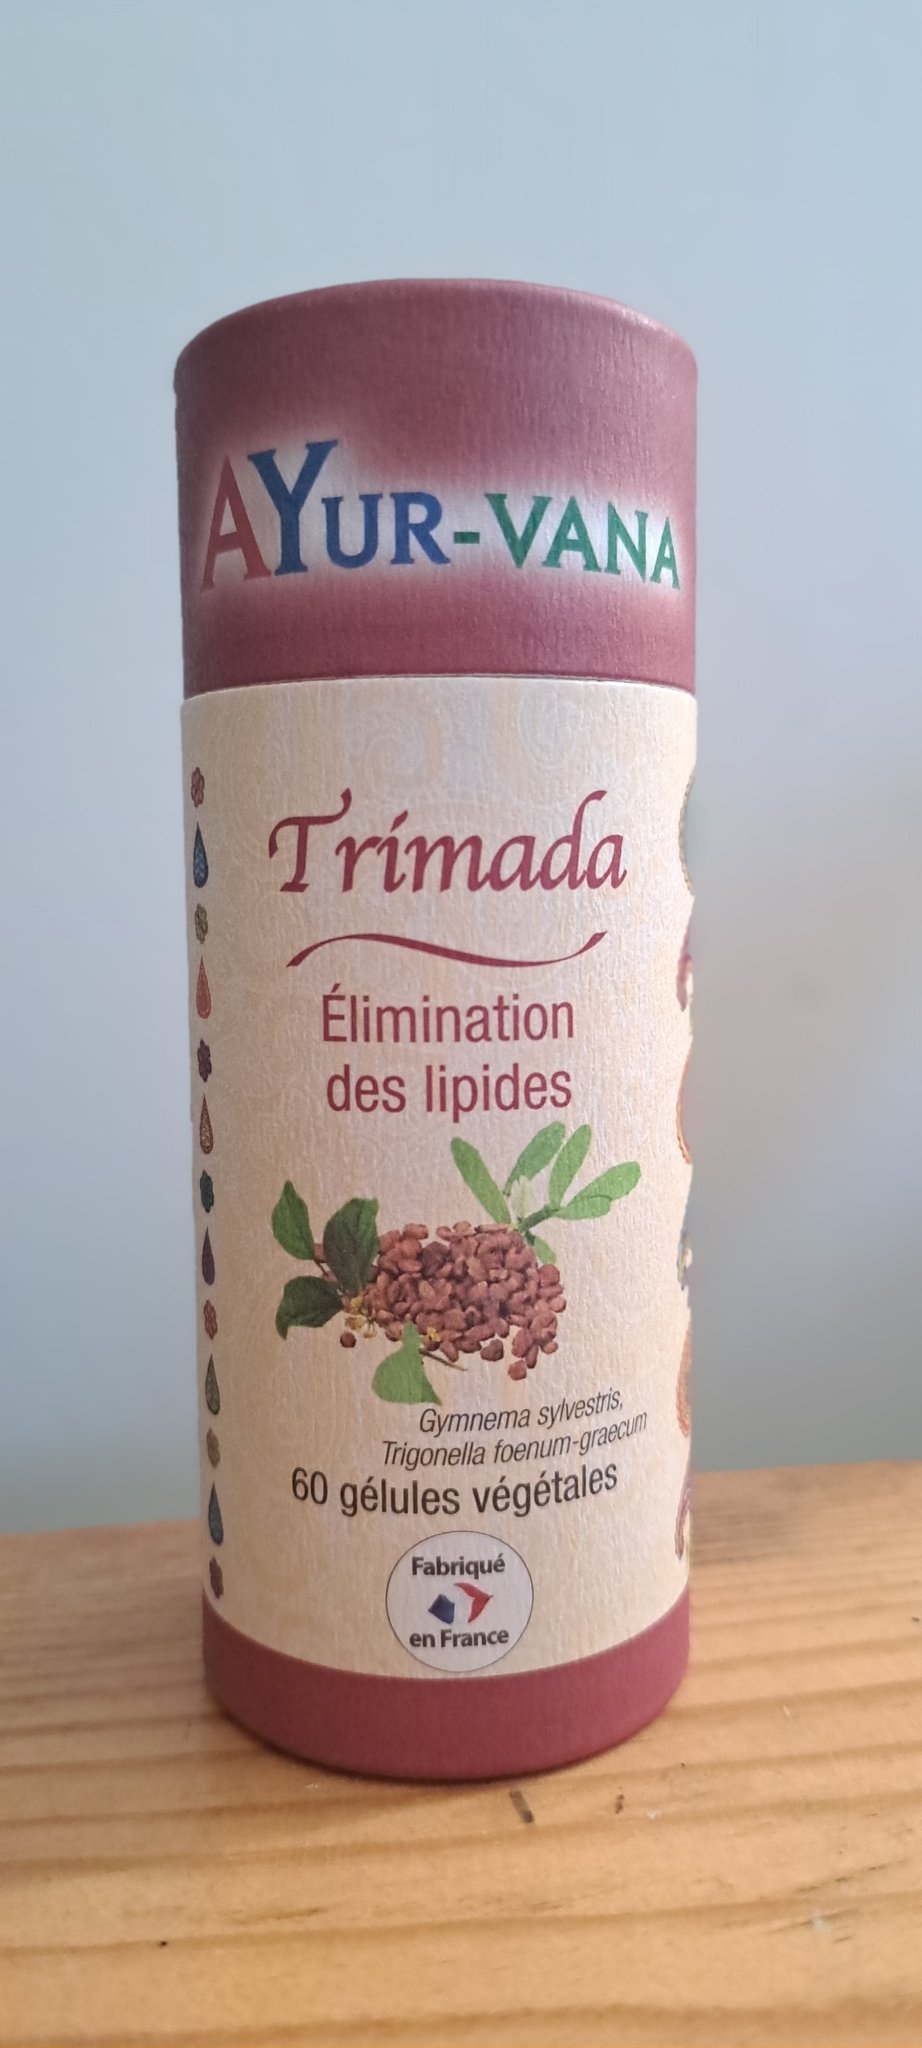 AYUR-VANA
Trimada
Élimination
des lipides
Gymnema sylvestris,
Trigonella foenum-graecum
60 gélules végétales
Fabriqué
en France